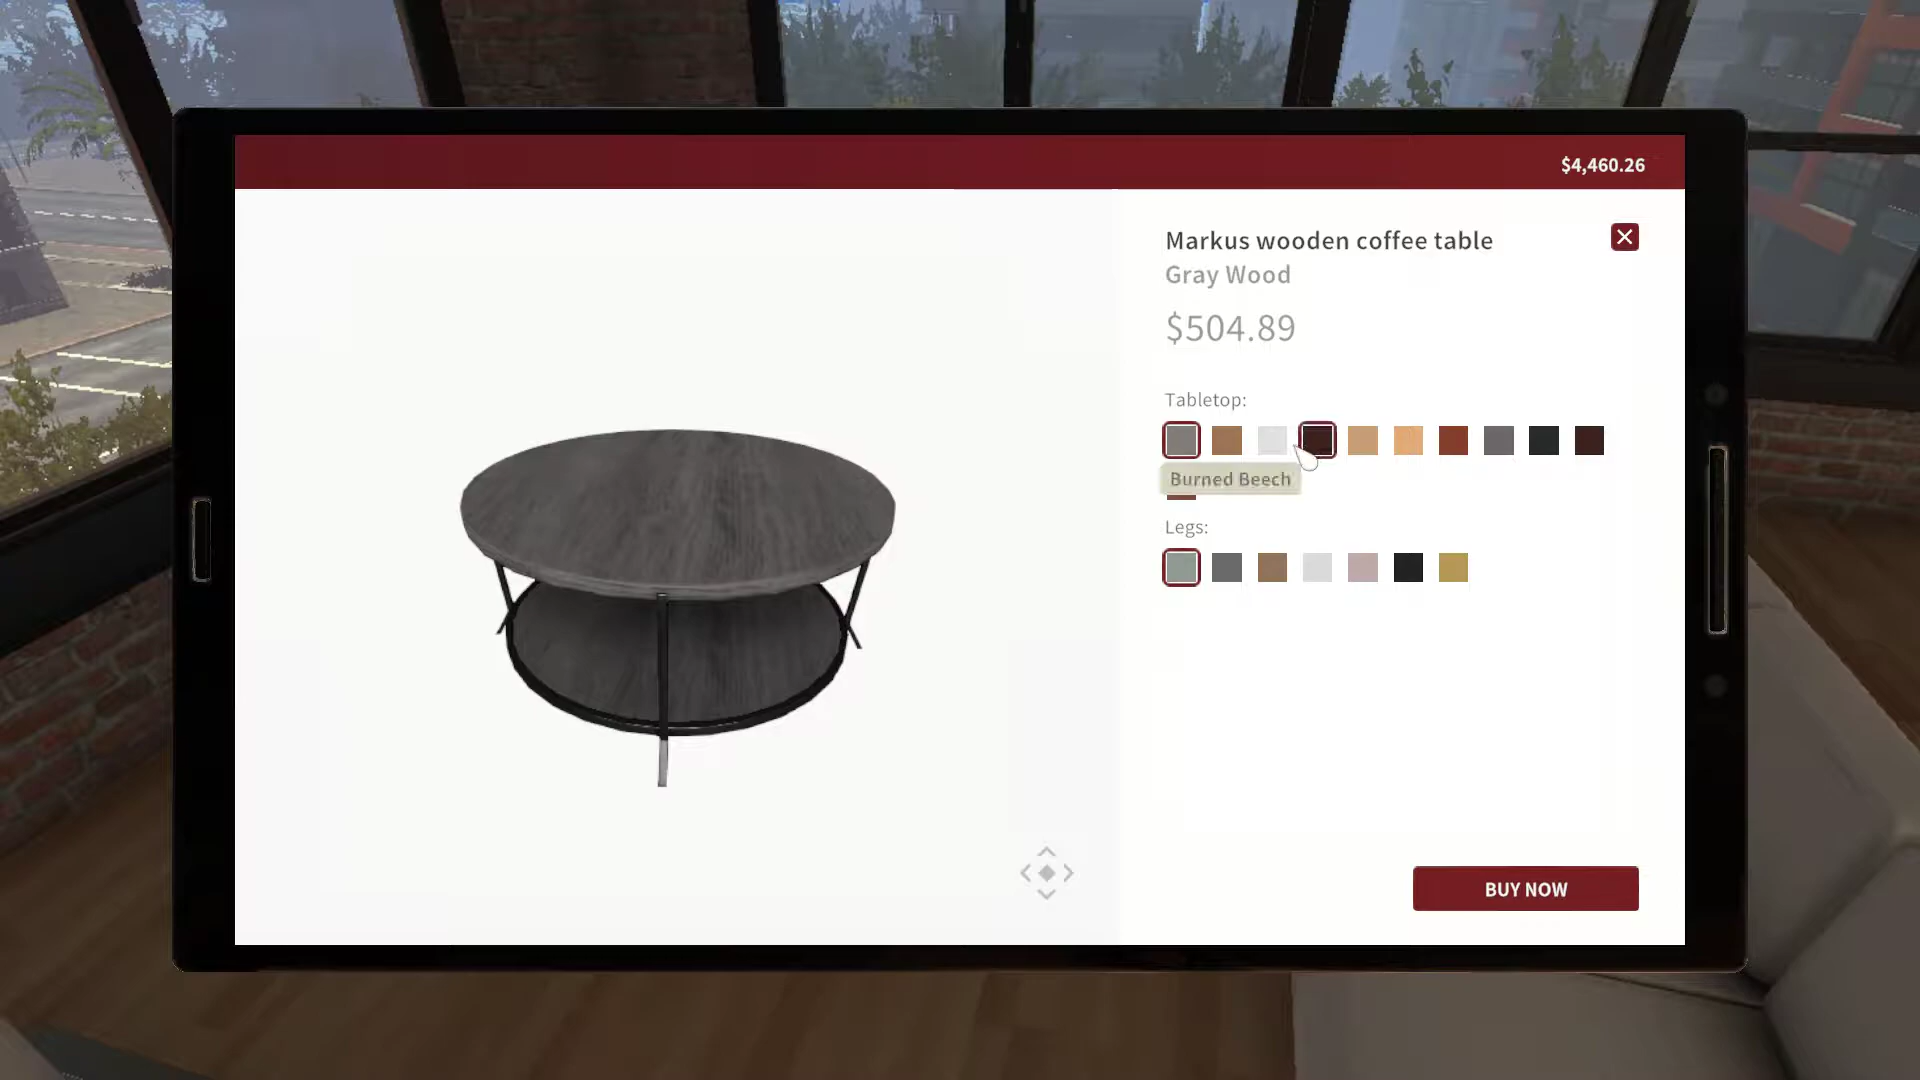 $4,460.26
Markus wooden coffee table
Gray Wood
$504.89
Tabletop:
Burned Beech
Legs:
BUY NOW